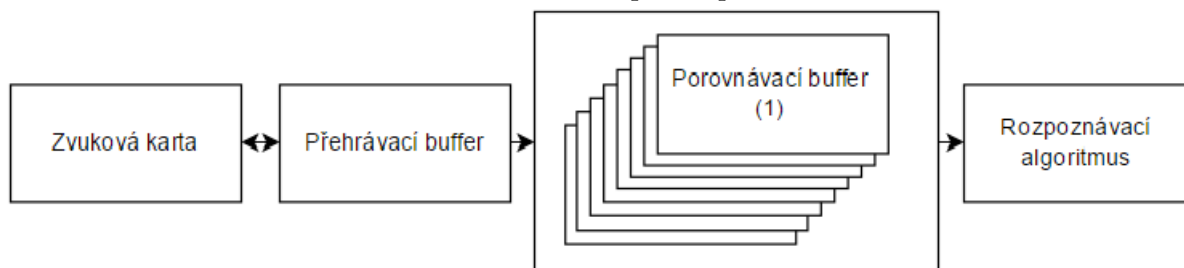 Zvuková karta
Přehrávací buffer
Porovnávací buffer
(1)
Rozpoznávací
algoritmus